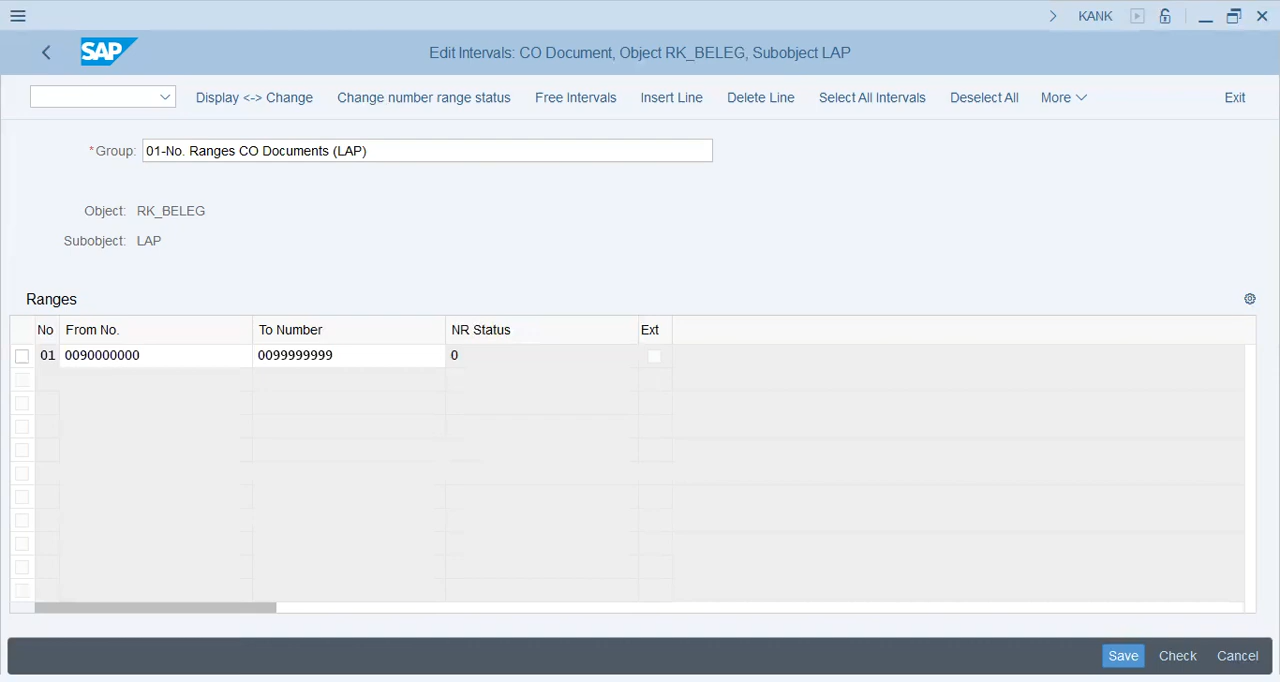 KANK
SAP
Edit Intervals: CO Document, Object RK_BELEG, Subobject LAP
Display <-> Change Change number range status Free Intervals Insert Line Delete Line Select All Intervals Deselect All More Exit
*Group: 01-No. Ranges CO Documents (LAP)
Object: RK_BELEG
Subobject: LAP
Ranges
No From No. To Number NR Status Ext
01 0090000000 0099999999 0
Save Check Cancel